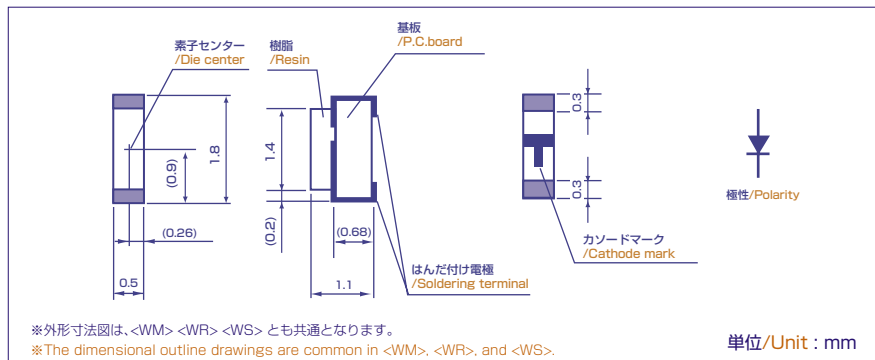 素子センター
/Die center
樹脂
/Resin
基板
/P.C.board
1.8
(0.9)
(0.26)
0.5
1.4
(0.2)
(0.68)
1.1
はんだ付け電極
/Soldering terminal
0.3
0.3
カソードマーク
/Cathode mark
極性/Polarity
※外形寸法図は、<WM> <WR> <WS> とも共通となります。
※The dimensional outline drawings are common in <WM>, <WR>, and <WS>.
単位/Unit : mm